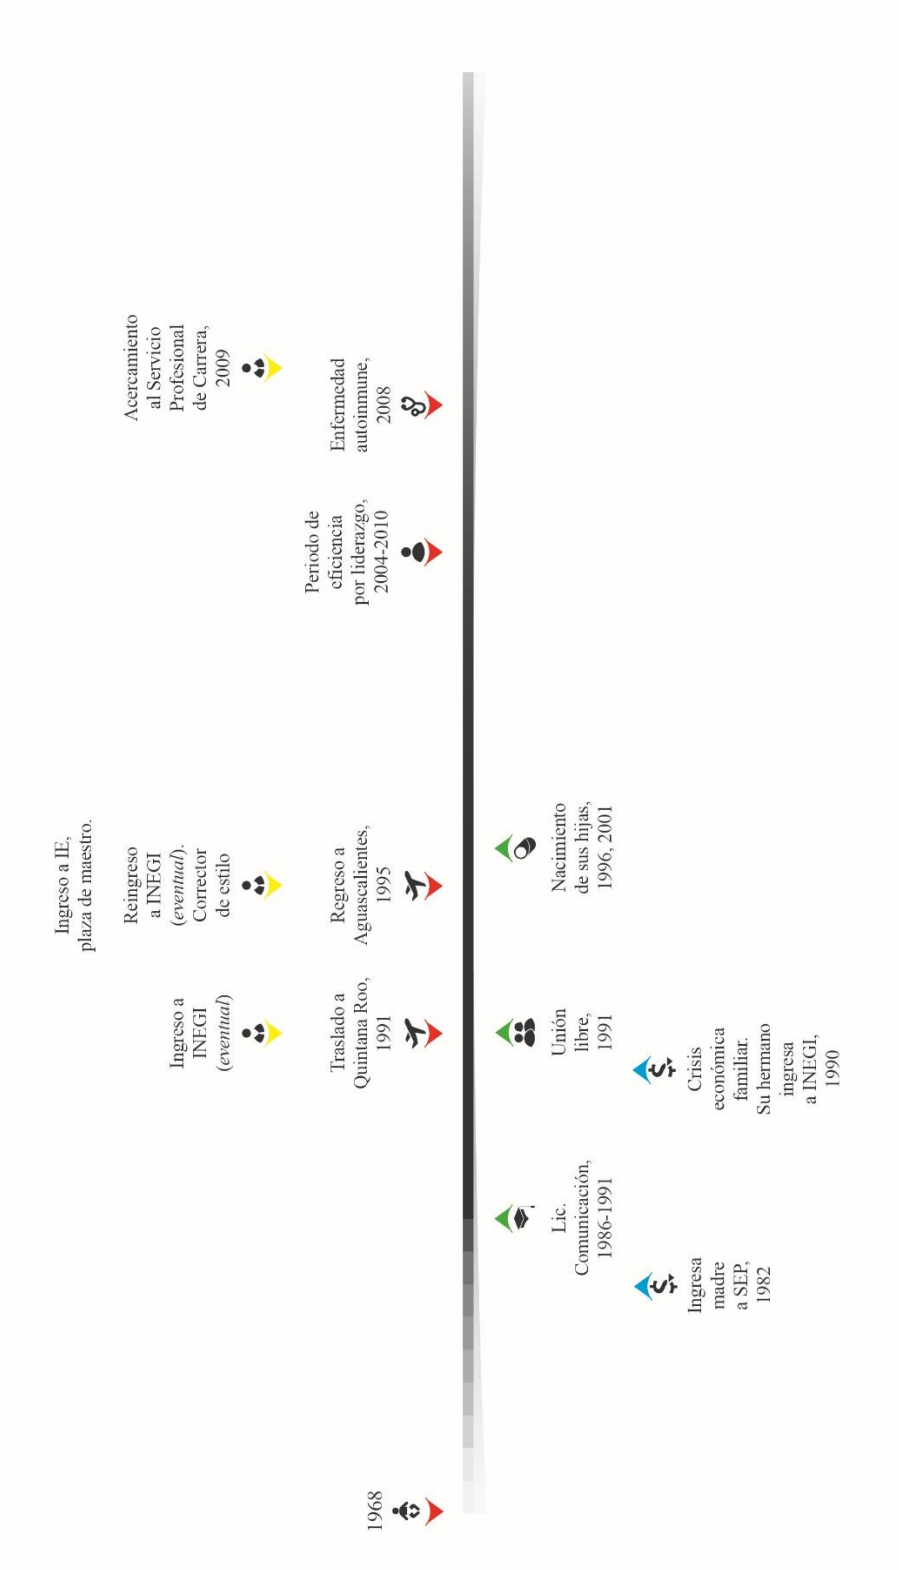 1968
Ingresa
madre
a SEP,
1982
Lic.
Comunicación,
1986-1991
Crisis
económica
familiar.
Su hermano
ingresa
a INEGI,
1990
Ingreso a
INEGI
(eventual)
Traslado a
Quintana Roo,
1991
Unión
libre,
1991
Ingreso a IE,
plaza de maestro.
Reingreso
a INEGI
(eventual).
Corrector
de estilo
Regreso a
Aguascalientes,
1995
Nacimiento
de sus hijas,
1996, 2001
Periodo de
eficiencia
por liderazgo,
2004-2010
Enfermedad
autoinmune,
2008
Acercamiento
al Servicio
Profesional
de Carrera,
2009